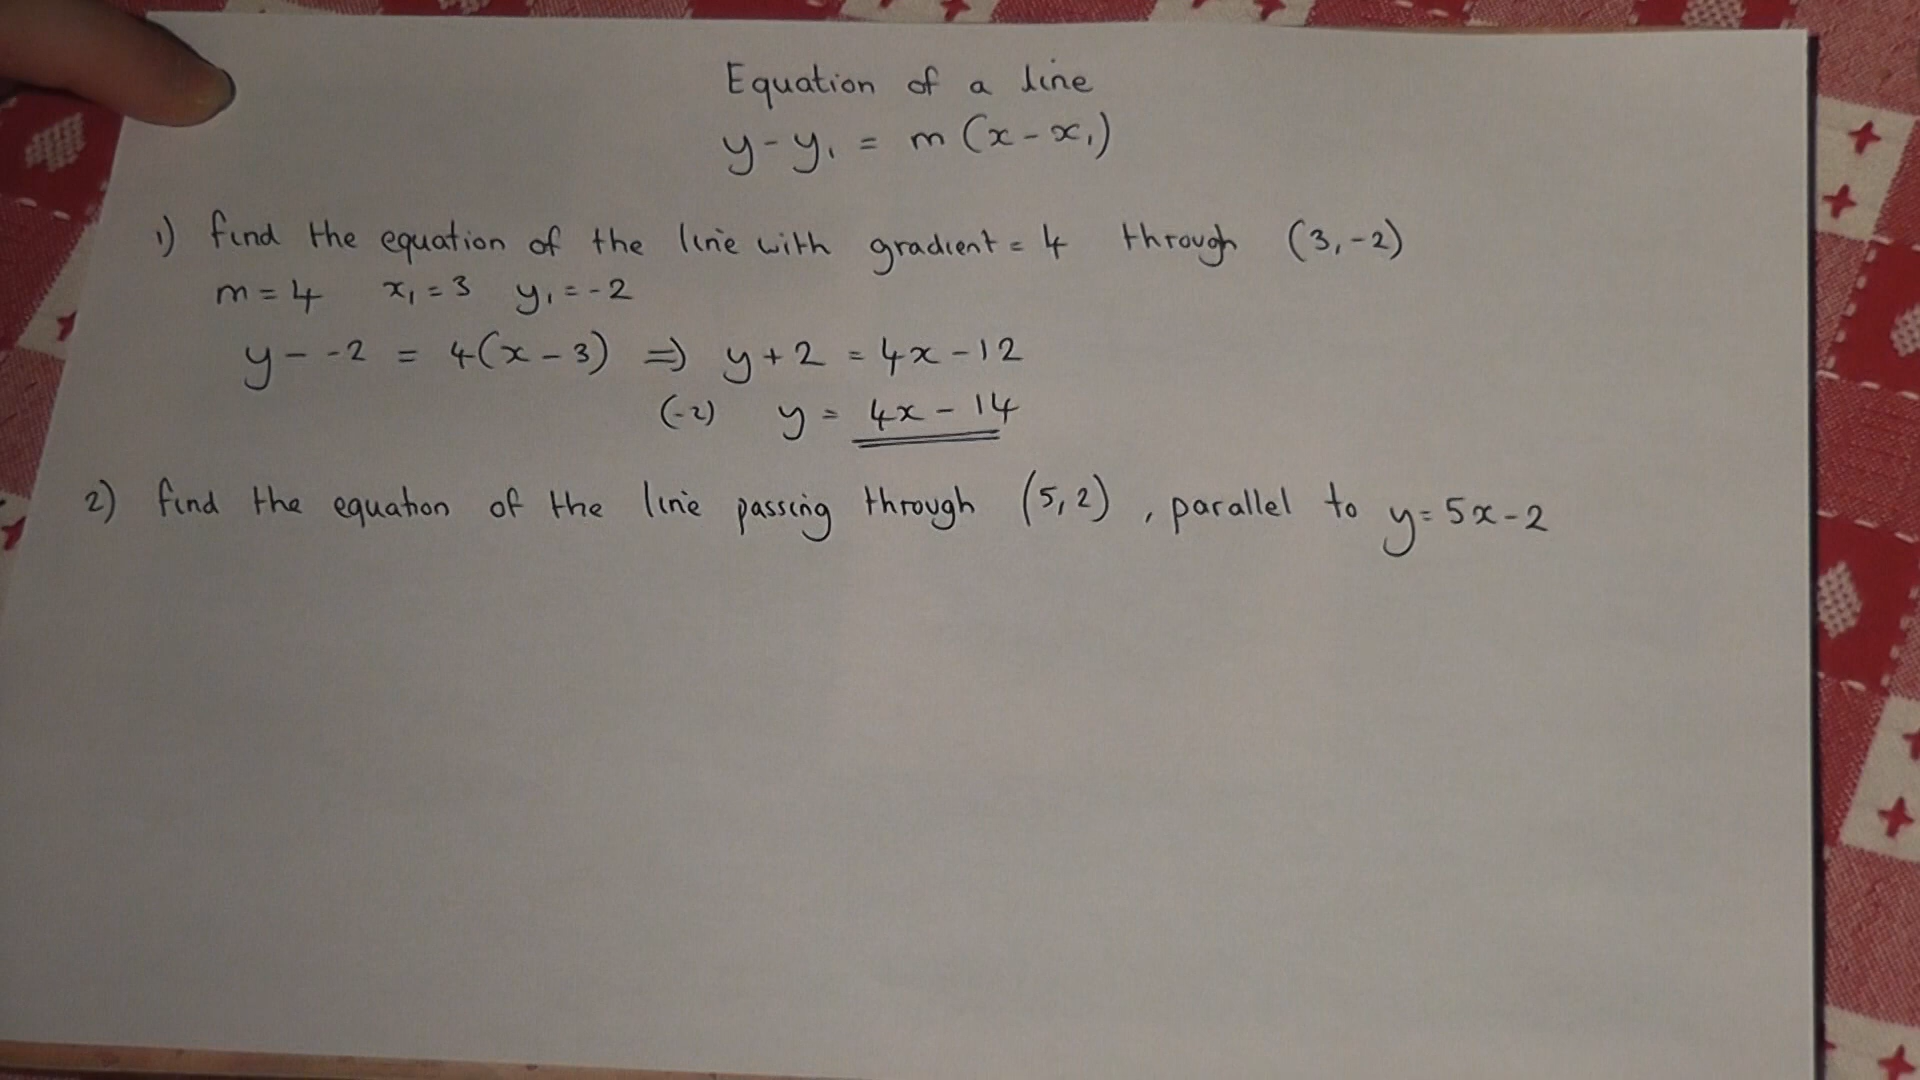 Equation of a line
y - y₁ = m (x - x₁)
1) find the equation of the line with gradient = 4 through (3, -2)
m = 4 x₁ = 3 y₁ = -2
y - -2 = 4(x - 3) ⇒ y + 2 = 4x - 12
(-2) y = 4x - 14
2) find the equation of the line passing through (5, 2) , parallel to y = 5x - 2